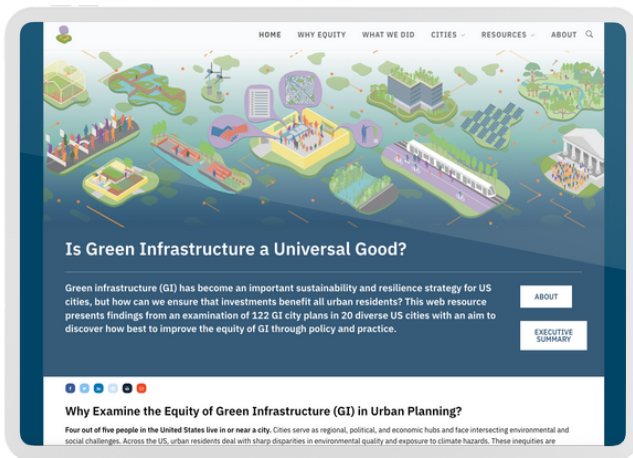 HOME WHY EQUITY WHAT WE DID CITIES RESOURCES ABOUT
Is Green Infrastructure a Universal Good?
Green infrastructure (GI) has become an important sustainability and resilience strategy for US
cities, but how can we ensure that investments benefit all urban residents? This web resource
presents findings from an examination of 122 GI city plans in 20 diverse US cities with an aim to
discover how best to improve the equity of GI through policy and practice.
ABOUT
EXECUTIVE
SUMMARY
Why Examine the Equity of Green Infrastructure (GI) in Urban Planning?
Four out of five people in the United States live in or near a city. Cities serve as regional, political, and economic hubs and face intersecting environmental and
social challenges. Across the US, urban residents deal with sharp disparities in environmental quality and exposure to climate hazards. These inequities are